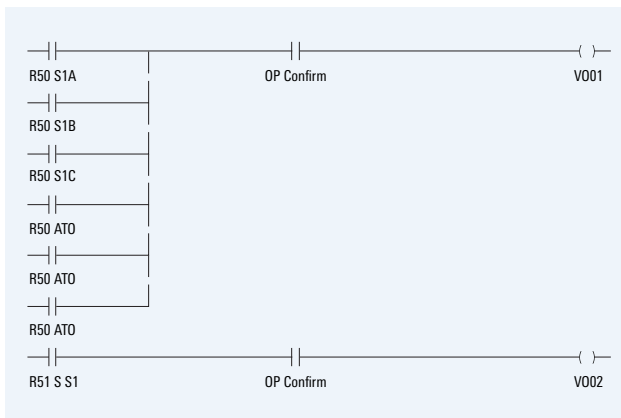 R50 S1A OP Confirm VO01
R50 S1B
R50 S1C
R50 ATO
R50 ATO
R50 ATO
R51 S S1 OP Confirm VO02